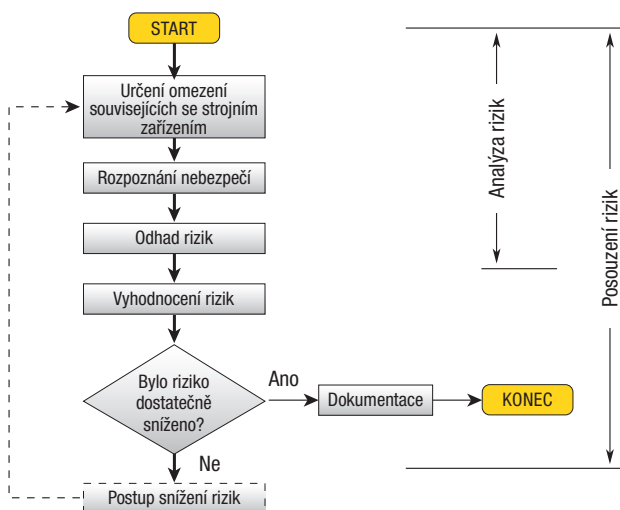 START
Určení omezení
souvisejících se strojním
zařízením
Rozpoznání nebezpečí
Odhad rizik
Vyhodnocení rizik
Bylo riziko
dostatečně
sníženo?
Ano
Dokumentace
KONEC
Ne
Postup snížení rizik
Analýza rizik
Posouzení rizik